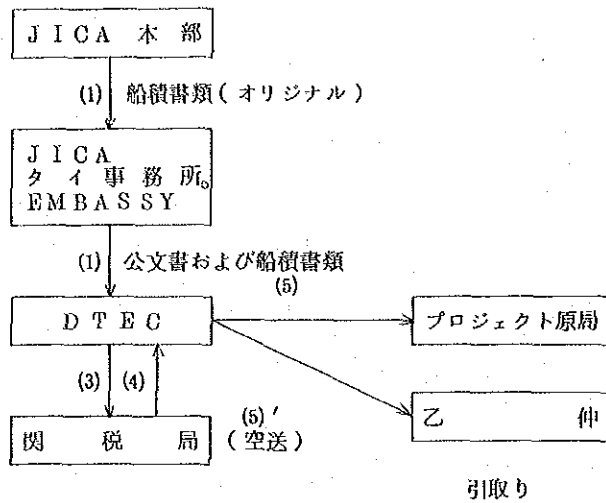 JICA 本部
(1) 船積書類(オリジナル)
JICA
タイ事務所。
EMBASSY
(1) 公文書および船積書類
(5)
DTEC
プロジェクト原局
(3) (4)
乙仲
関税局
(5)'
(空送)
引取り